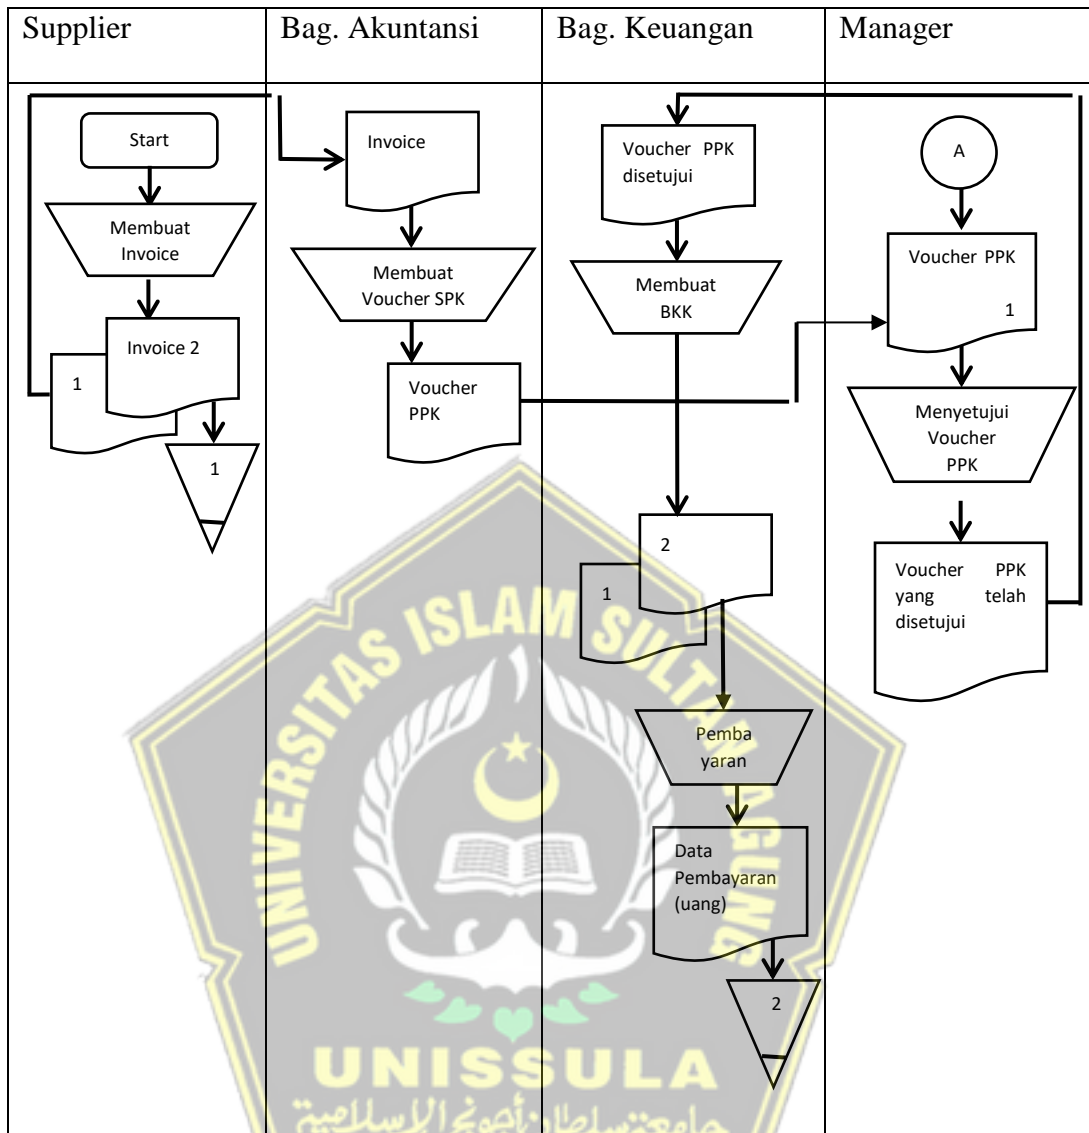 Supplier
Bag. Akuntansi
Bag. Keuangan
Manager
Start
Membuat
Invoice
Invoice 2
1
1
Invoice
Membuat
Voucher SPK
Voucher
PPK
Voucher PPK
disetujui
Membuat
BKK
2
1
Pemba
yaran
Data
Pembayaran
(uang)
2
A
Voucher PPK
1
Menyetujui
Voucher
PPK
Voucher PPK
yang telah
disetujui
UNIVERSITAS ISLAM SULTAN AGUNG
UNISSULA
جامعة سلطان أجونج الإسلامية